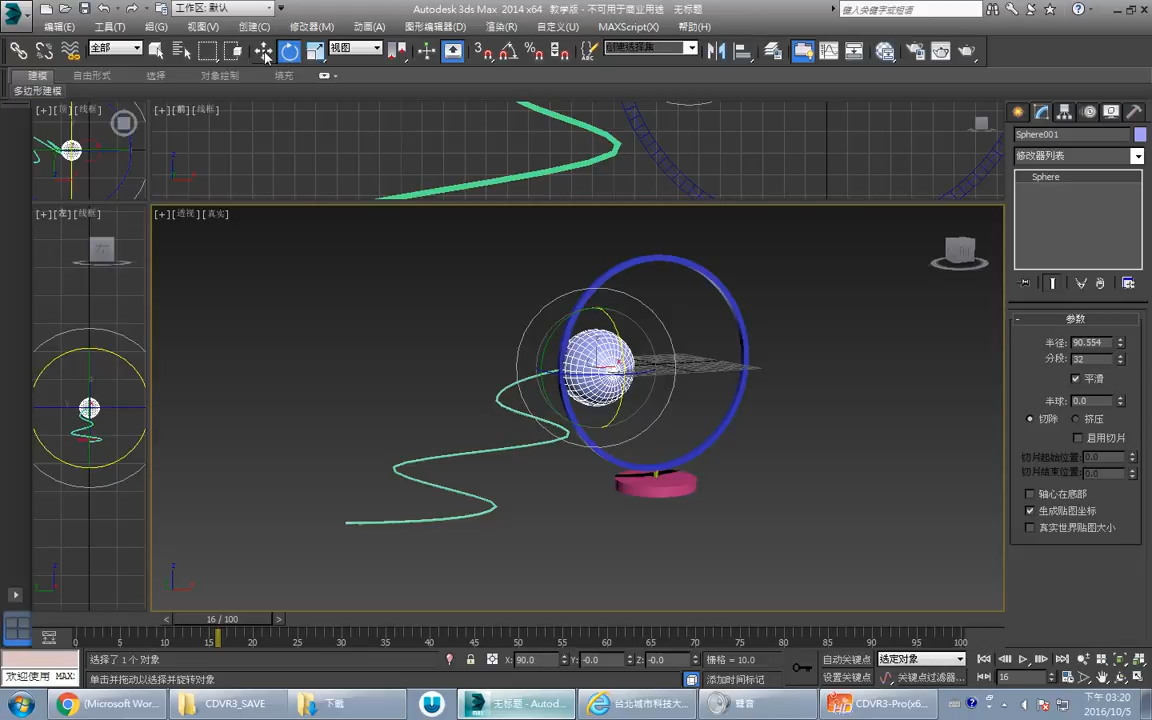 工作区: 默认
Autodesk 3ds Max  2014 x64    教学版 - 不可用于商业用途    无标题
键入关键字或短语
编辑(E) 工具(T) 组(G) 视图(V) 创建(C) 修改器(M) 动画(A) 图形编辑器(D) 渲染(R) 自定义(U) MAXScript(X) 帮助(H)
全部 视图 创建选择集
建模 自由形式 选择 对象绘制 填充
多边形建模
[+][顶][线框] [+][前][线框]
Sphere001
修改器列表
Sphere
[+][左][线框] [+][透视][真实]
参数
半径: 90.554
分段: 32
平滑
半球: 0.0
切除 挤压
启用切片
切片起始位置: 0.0
切片结束位置: 0.0
轴心在底部
生成贴图坐标
真实世界贴图大小
16 / 100
0 5 10 15 20 25 30 35 40 45 50 55 60 65 70 75 80 85 90 95 100
选择了 1 个 对象 X: 90.0 Y: -0.0 Z: -0.0 栅格 = 10.0 自动关键点 选定对象
欢迎使用 MAX: 单击并拖动以选择并旋转对象 添加时间标记 设置关键点 关键点过滤器... 16
(Microsoft Wor... CDVR3_SAVE 下載 无标题 - Autod... 台北城市科技大... 聲音 CDVR3-Pro(x6...
下午 03:20
2016/10/5